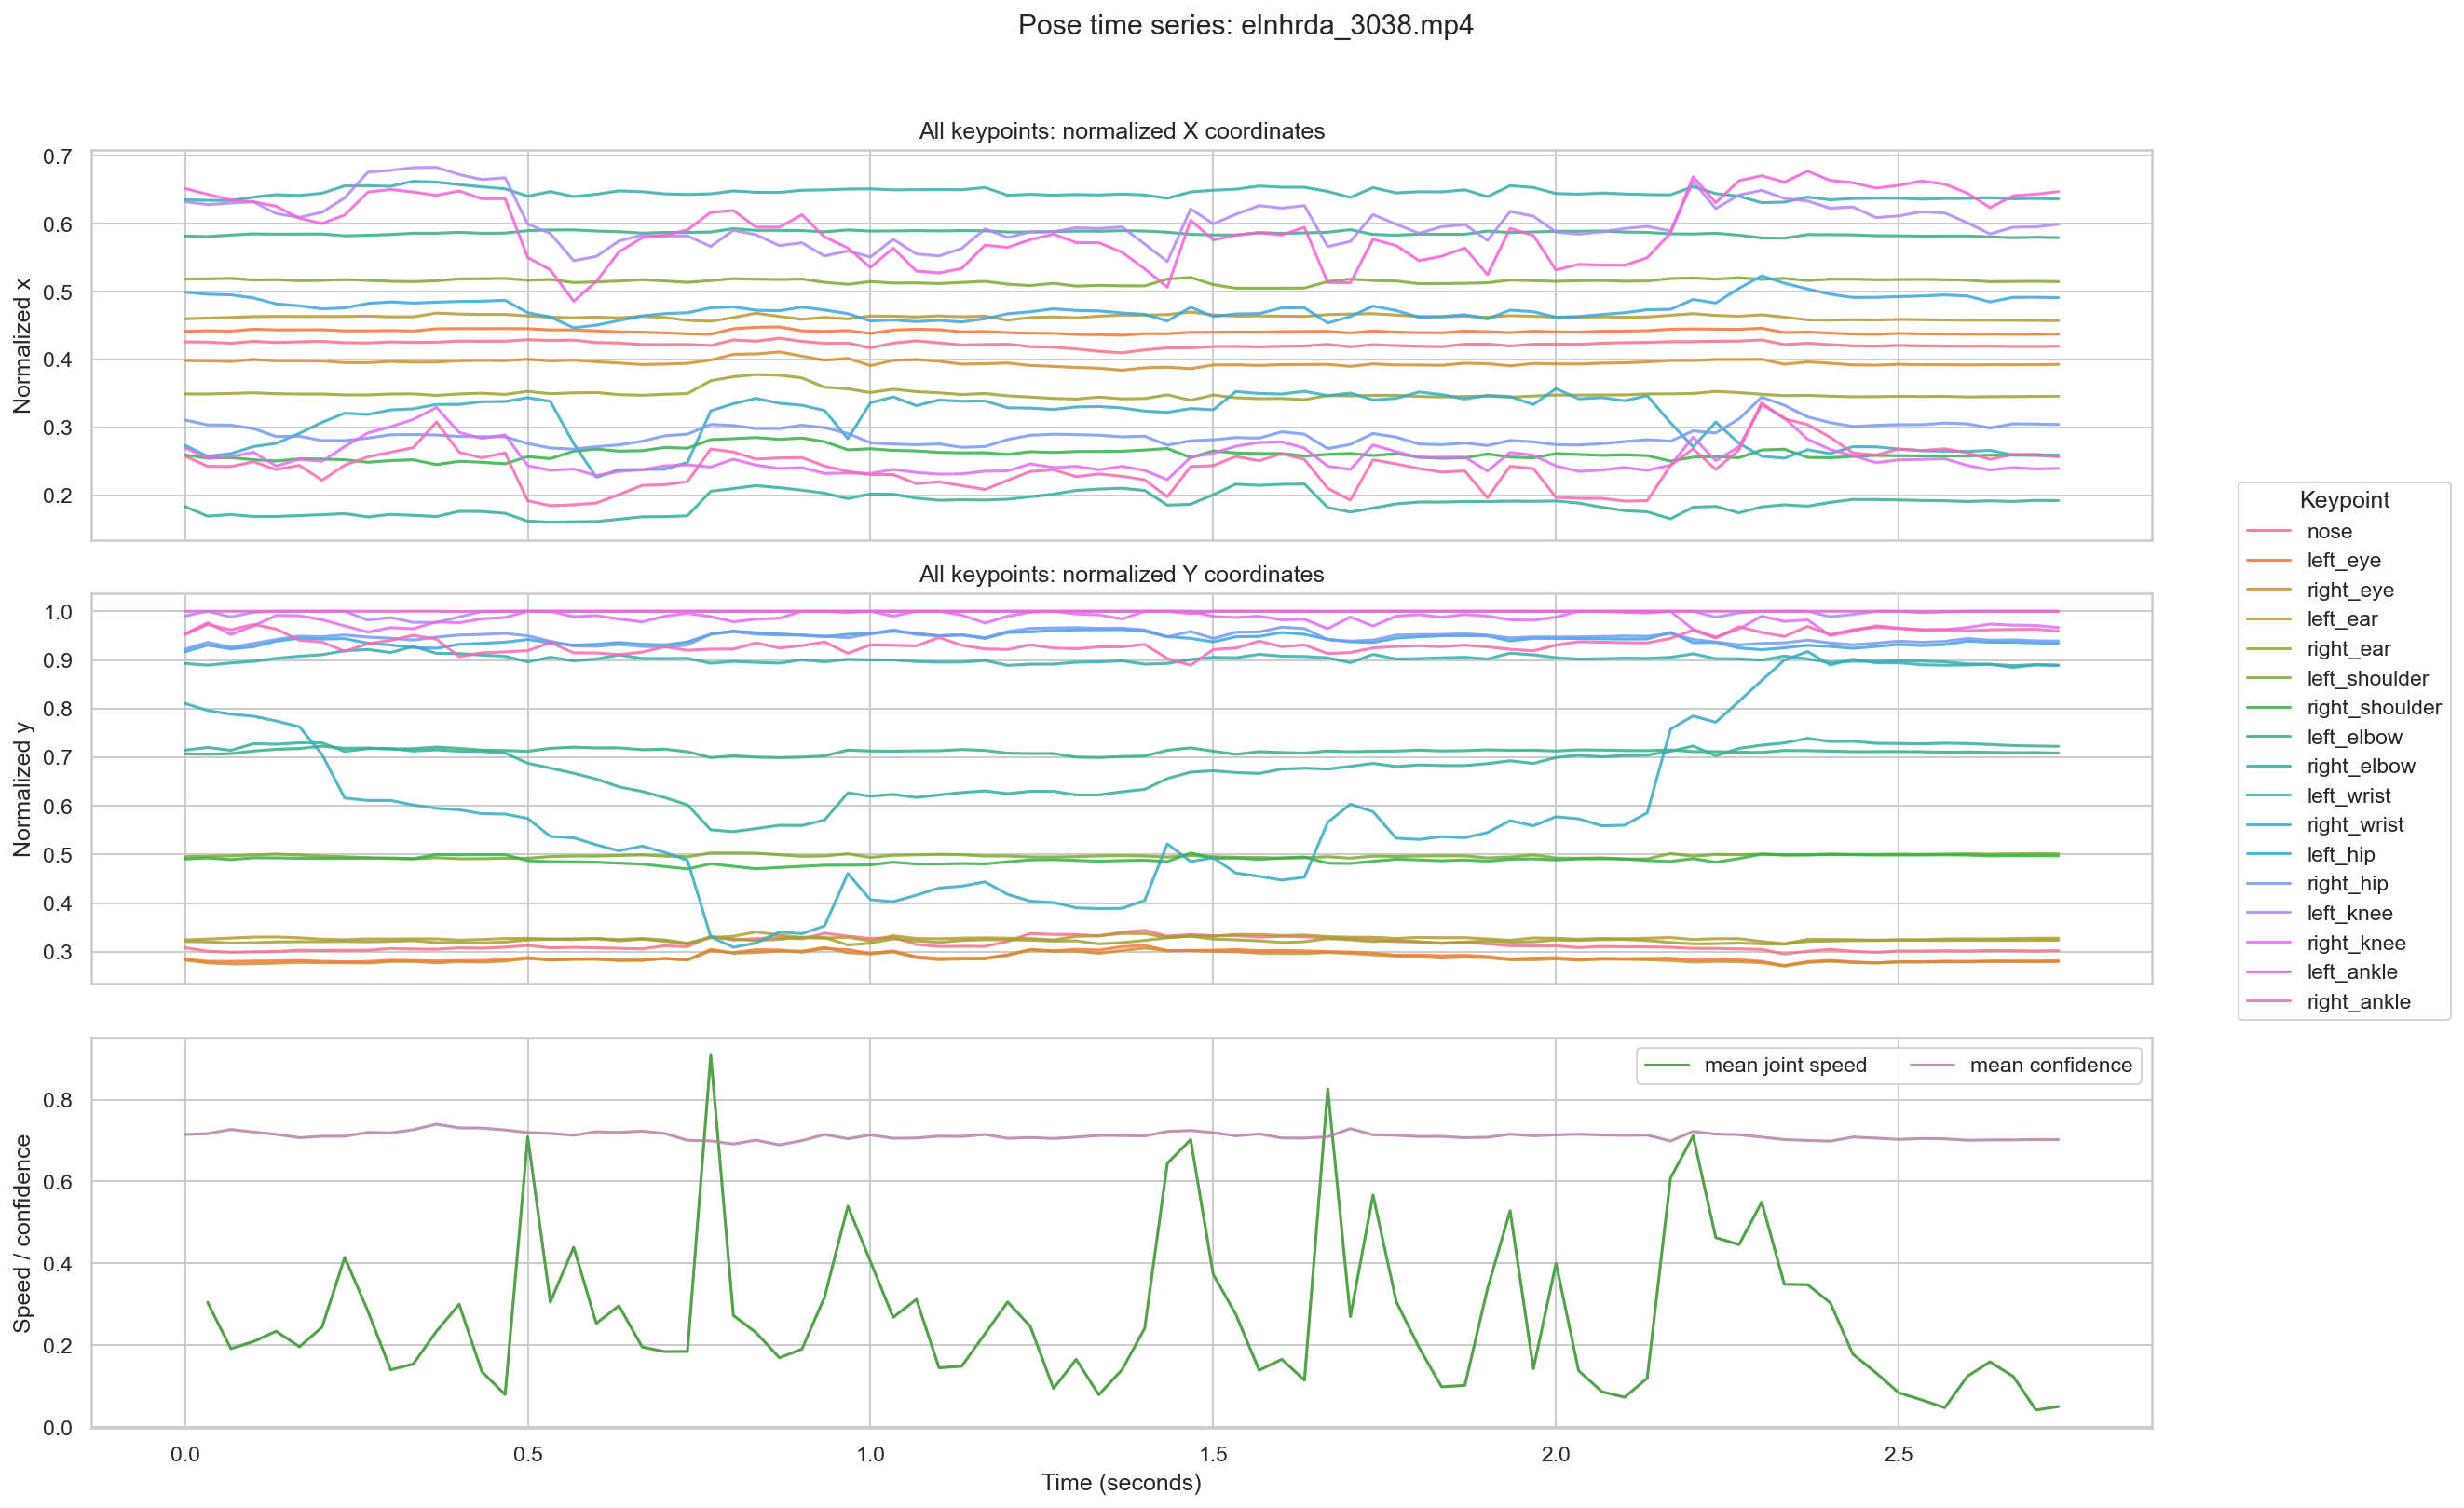 Pose time series: elnhrda_3038.mp4
All keypoints: normalized X coordinates
Normalized x
0.7
0.6
0.5
0.4
0.3
0.2
All keypoints: normalized Y coordinates
Normalized y
1.0
0.9
0.8
0.7
0.6
0.5
0.4
0.3
Keypoint
nose
left_eye
right_eye
left_ear
right_ear
left_shoulder
right_shoulder
left_elbow
right_elbow
left_wrist
right_wrist
left_hip
right_hip
left_knee
right_knee
left_ankle
right_ankle
mean joint speed
mean confidence
Speed / confidence
0.8
0.6
0.4
0.2
0.0
0.0 0.5 1.0 1.5 2.0 2.5
Time (seconds)